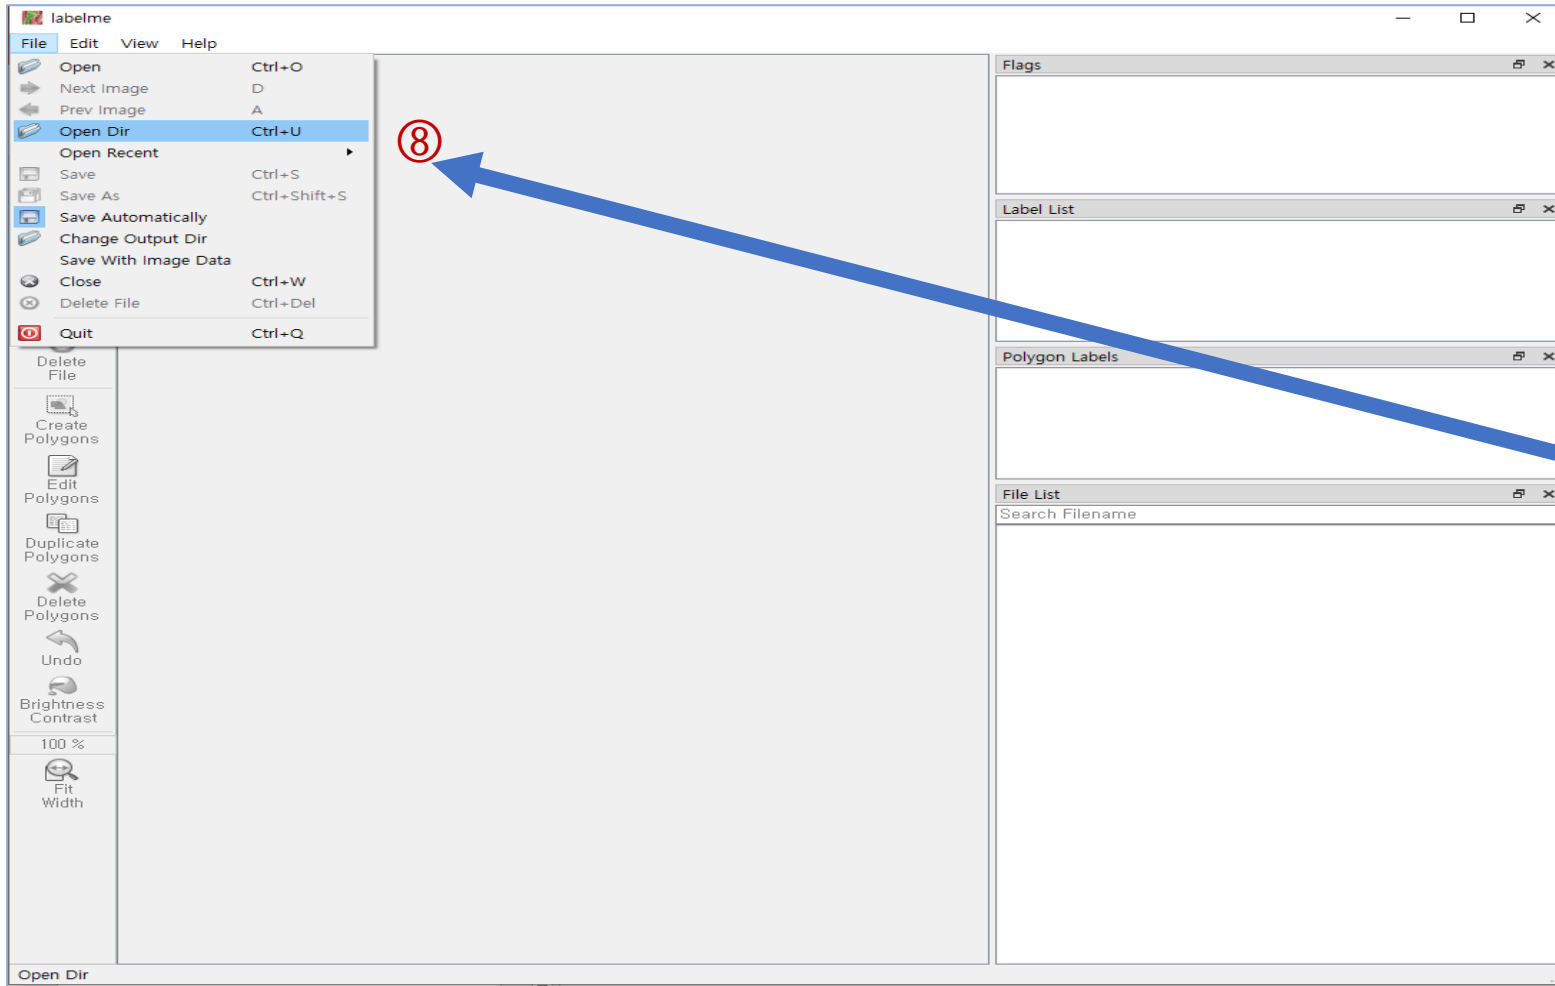 labelme
File Edit View Help
Open Ctrl+O
Next Image D
Prev Image A
Open Dir Ctrl+U
Open Recent
Save Ctrl+S
Save As Ctrl+Shift+S
Save Automatically
Change Output Dir
Save With Image Data
Close Ctrl+W
Delete File Ctrl+Del
Quit Ctrl+Q
⑧
Delete
File
Create
Polygons
Edit
Polygons
Duplicate
Polygons
Delete
Polygons
Undo
Brightness
Contrast
100 %
Fit
Width
Flags
Label List
Polygon Labels
File List
Search Filename
Open Dir